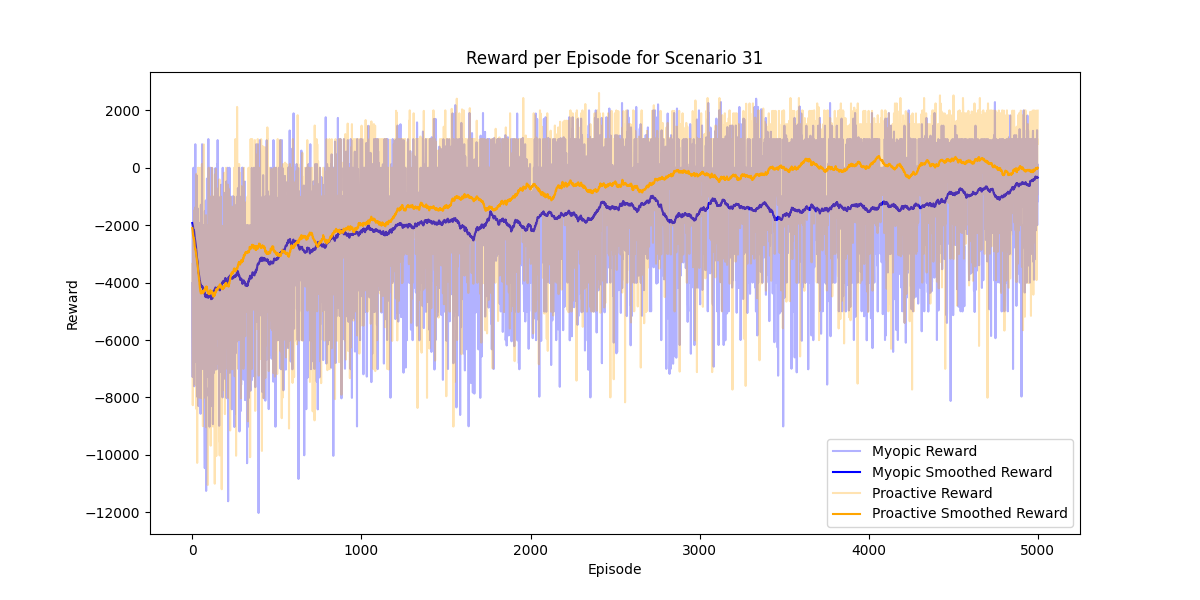 Reward per Episode for Scenario 31
2000
0
−2000
−4000
−6000
−8000
−10000
−12000
Reward
0 1000 2000 3000 4000 5000
Episode
Myopic Reward
Myopic Smoothed Reward
Proactive Reward
Proactive Smoothed Reward